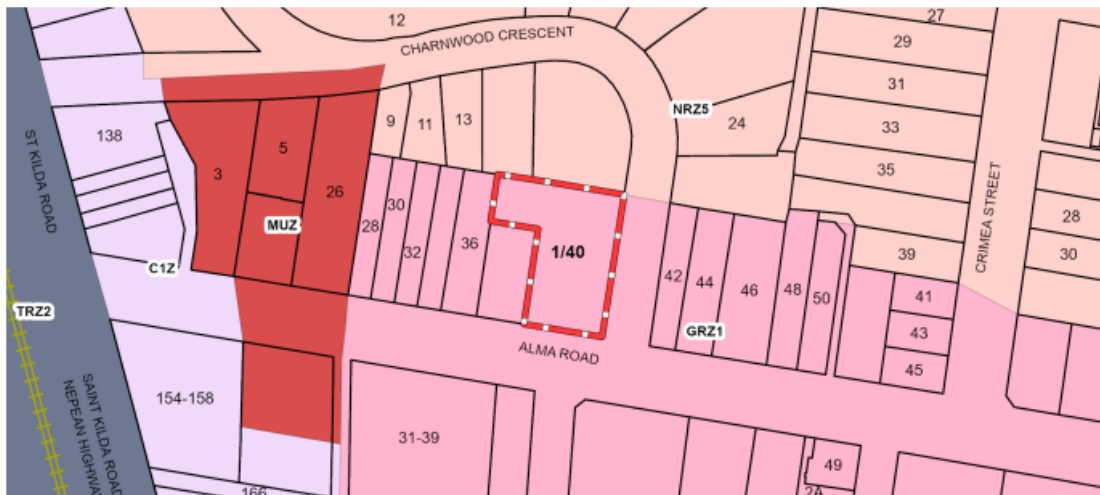 12
CHARNWOOD CRESCENT
27
29
31
33
35
39
NRZ5
24
9
11
13
138
ST KILDA ROAD
3
5
26
MUZ
C1Z
TRZ2
28
30
32
36
1/40
42
44
46
48
50
GRZ1
41
43
45
CRIMEA STREET
28
30
ALMA ROAD
SAINT KILDA ROAD
NEPEAN HIGHWAY
154-158
31-39
49
2A
166